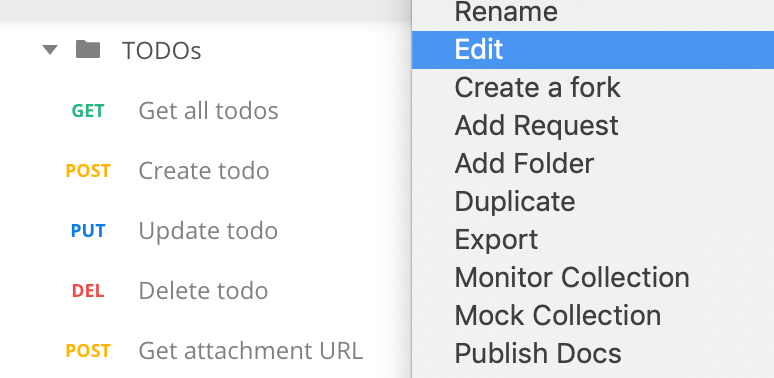 TODOs
GET Get all todos
POST Create todo
PUT Update todo
DEL Delete todo
POST Get attachment URL
Rename
Edit
Create a fork
Add Request
Add Folder
Duplicate
Export
Monitor Collection
Mock Collection
Publish Docs